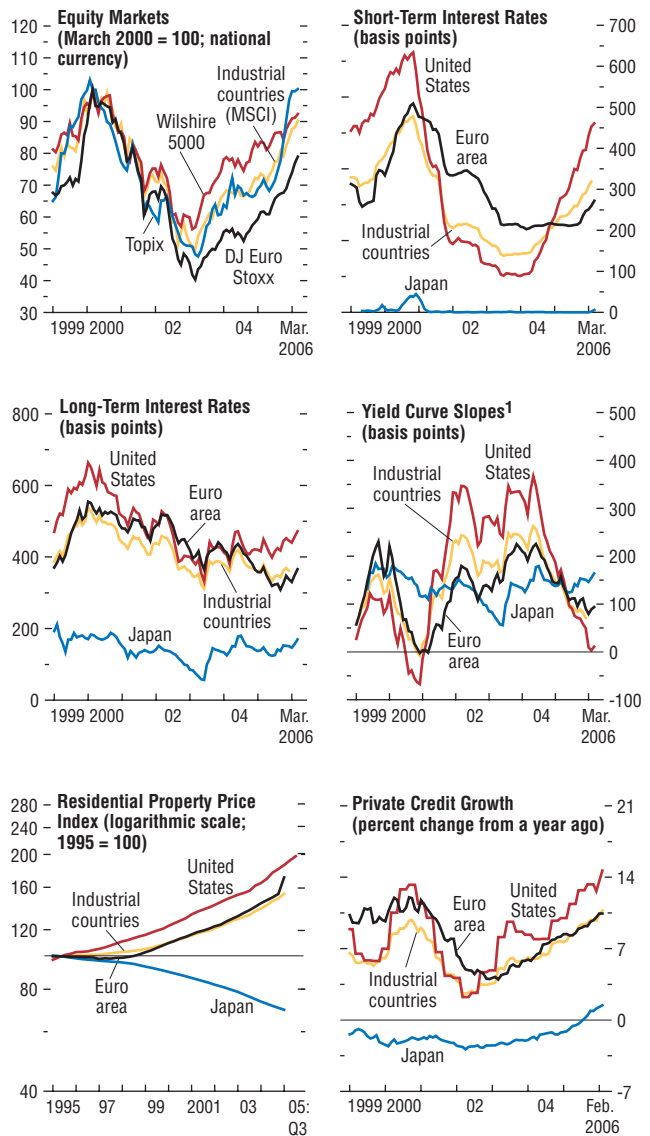 Equity Markets
(March 2000 = 100; national
currency)
120
110
100
90
80
70
60
50
40
30
Industrial
countries
(MSCI)
Wilshire
5000
Topix
DJ Euro
Stoxx
1999 2000 02 04 Mar.
2006
Short-Term Interest Rates
(basis points)
700
600
500
400
300
200
100
0
United
States
Euro
area
Industrial
countries
Japan
1999 2000 02 04 Mar.
2006
Long-Term Interest Rates
(basis points)
800
600
400
200
0
United
States
Euro
area
Industrial
countries
Japan
1999 2000 02 04 Mar.
2006
Yield Curve Slopes¹
(basis points)
500
400
300
200
100
0
-100
Industrial
countries
United
States
Japan
Euro
area
1999 2000 02 04 Mar.
2006
Residential Property Price
Index (logarithmic scale;
1995 = 100)
280
240
200
160
120
80
40
United
States
Industrial
countries
Euro
area
Japan
1995 97 99 2001 03 05:
Q3
Private Credit Growth
(percent change from a year ago)
21
14
7
0
-7
Euro
area
United
States
Industrial
countries
Japan
1999 2000 02 04 Feb.
2006